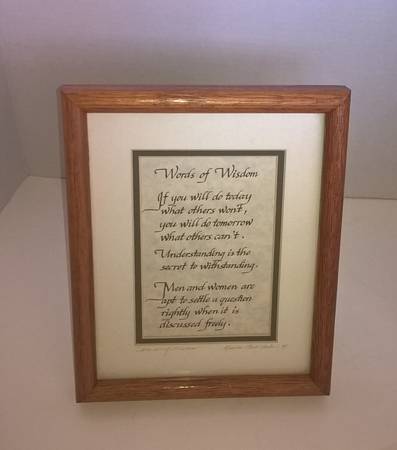 Words of Wisdom
If you will do today
what others won't,
you will do tomorrow
what others can't.
Understanding is the
secret to withstanding.
Men and women are
apt to settle a question
rightly when it is
discussed freely.